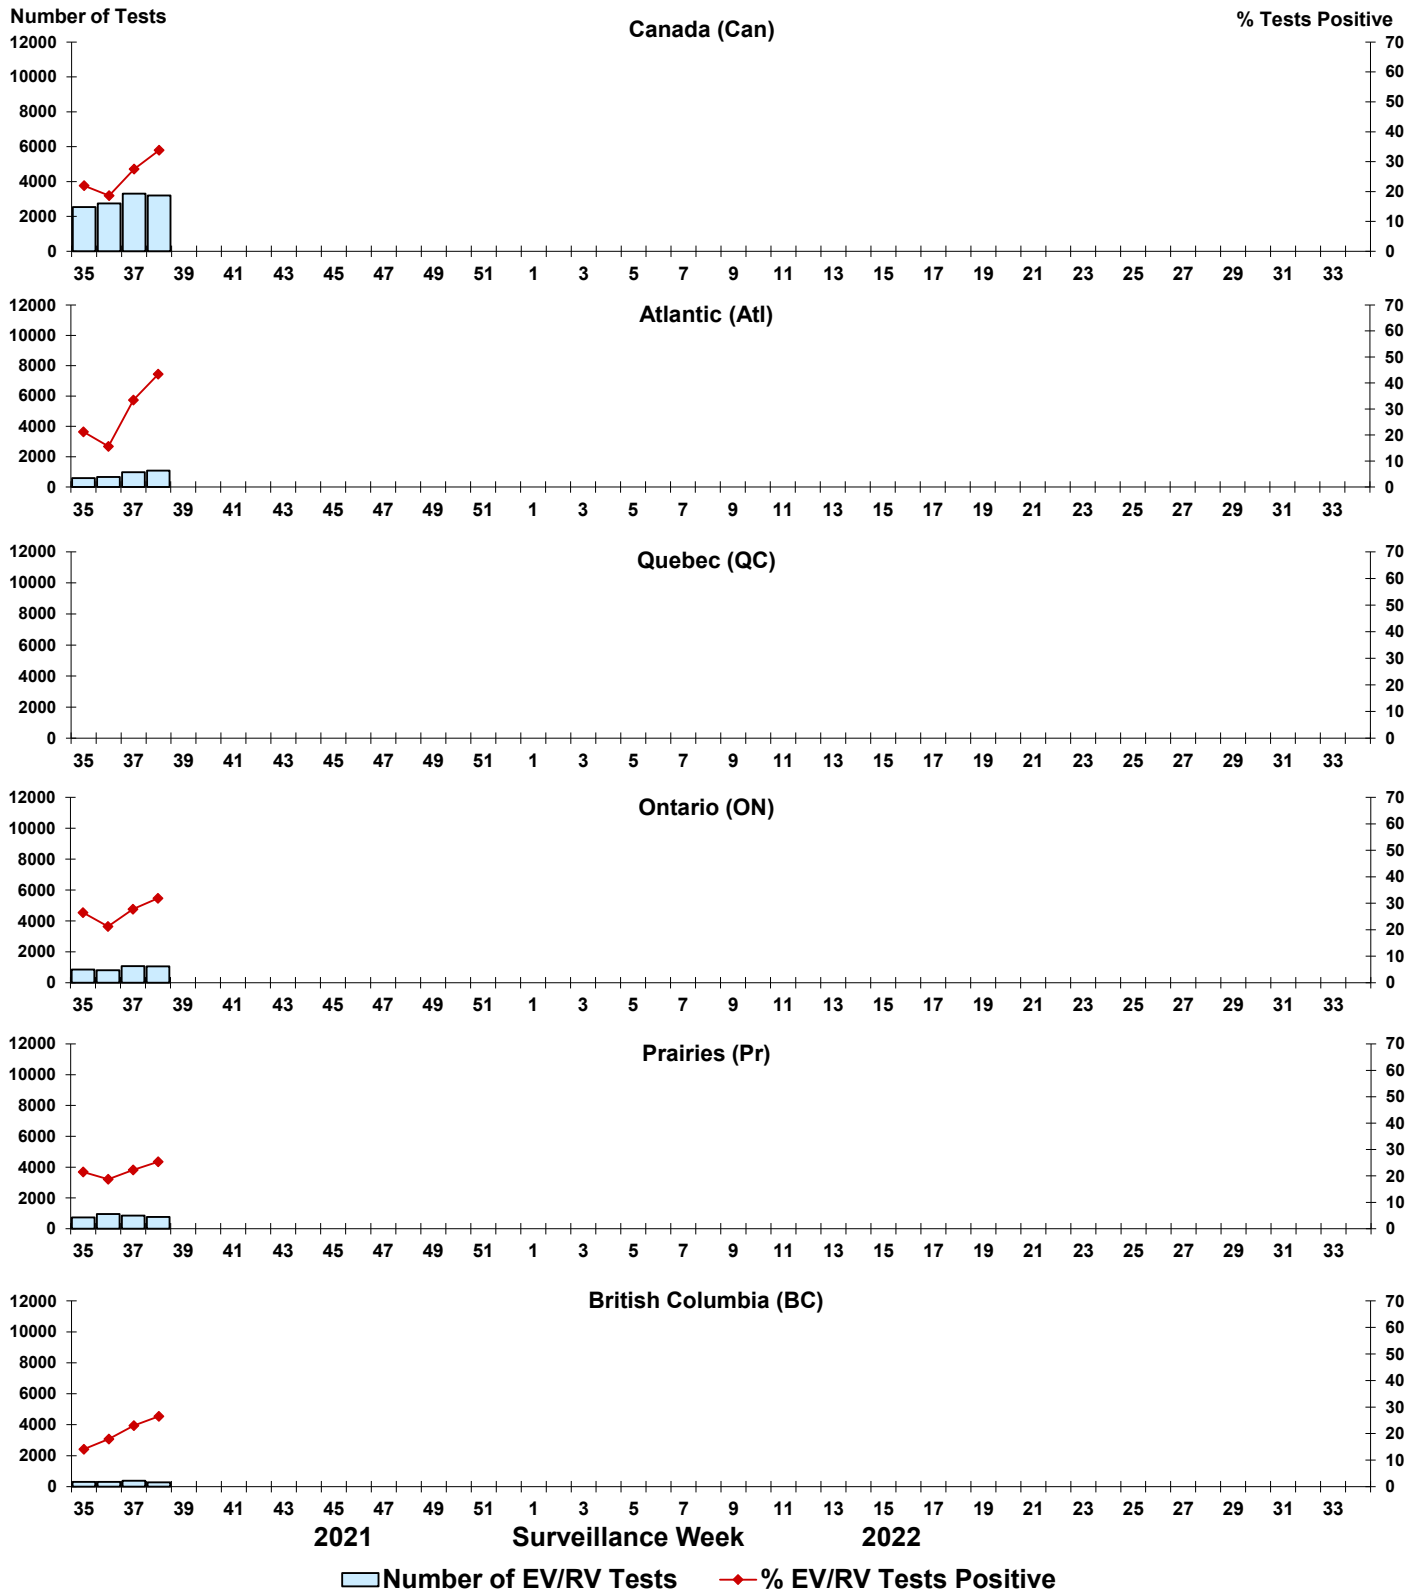 Number of Tests
Canada (Can)
% Tests Positive
12000 10000 8000 6000 4000 2000 0
70 60 50 40 30 20 10 0
35 37 39 41 43 45 47 49 51 1 3 5 7 9 11 13 15 17 19 21 23 25 27 29 31 33
Atlantic (Atl)
12000 10000 8000 6000 4000 2000 0
70 60 50 40 30 20 10 0
35 37 39 41 43 45 47 49 51 1 3 5 7 9 11 13 15 17 19 21 23 25 27 29 31 33
Quebec (QC)
12000 10000 8000 6000 4000 2000 0
70 60 50 40 30 20 10 0
35 37 39 41 43 45 47 49 51 1 3 5 7 9 11 13 15 17 19 21 23 25 27 29 31 33
Ontario (ON)
12000 10000 8000 6000 4000 2000 0
70 60 50 40 30 20 10 0
35 37 39 41 43 45 47 49 51 1 3 5 7 9 11 13 15 17 19 21 23 25 27 29 31 33
Prairies (Pr)
12000 10000 8000 6000 4000 2000 0
70 60 50 40 30 20 10 0
35 37 39 41 43 45 47 49 51 1 3 5 7 9 11 13 15 17 19 21 23 25 27 29 31 33
British Columbia (BC)
12000 10000 8000 6000 4000 2000 0
70 60 50 40 30 20 10 0
35 37 39 41 43 45 47 49 51 1 3 5 7 9 11 13 15 17 19 21 23 25 27 29 31 33
2021 Surveillance Week 2022
Number of EV/RV Tests % EV/RV Tests Positive